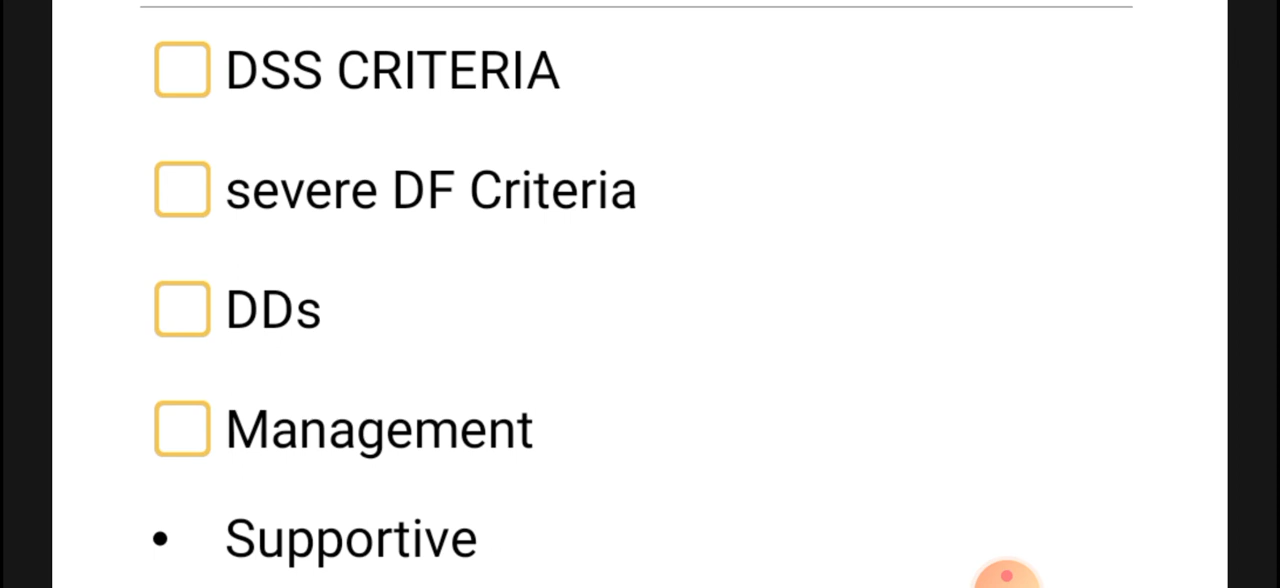 DSS CRITERIA
severe DF Criteria
DDs
Management
• Supportive